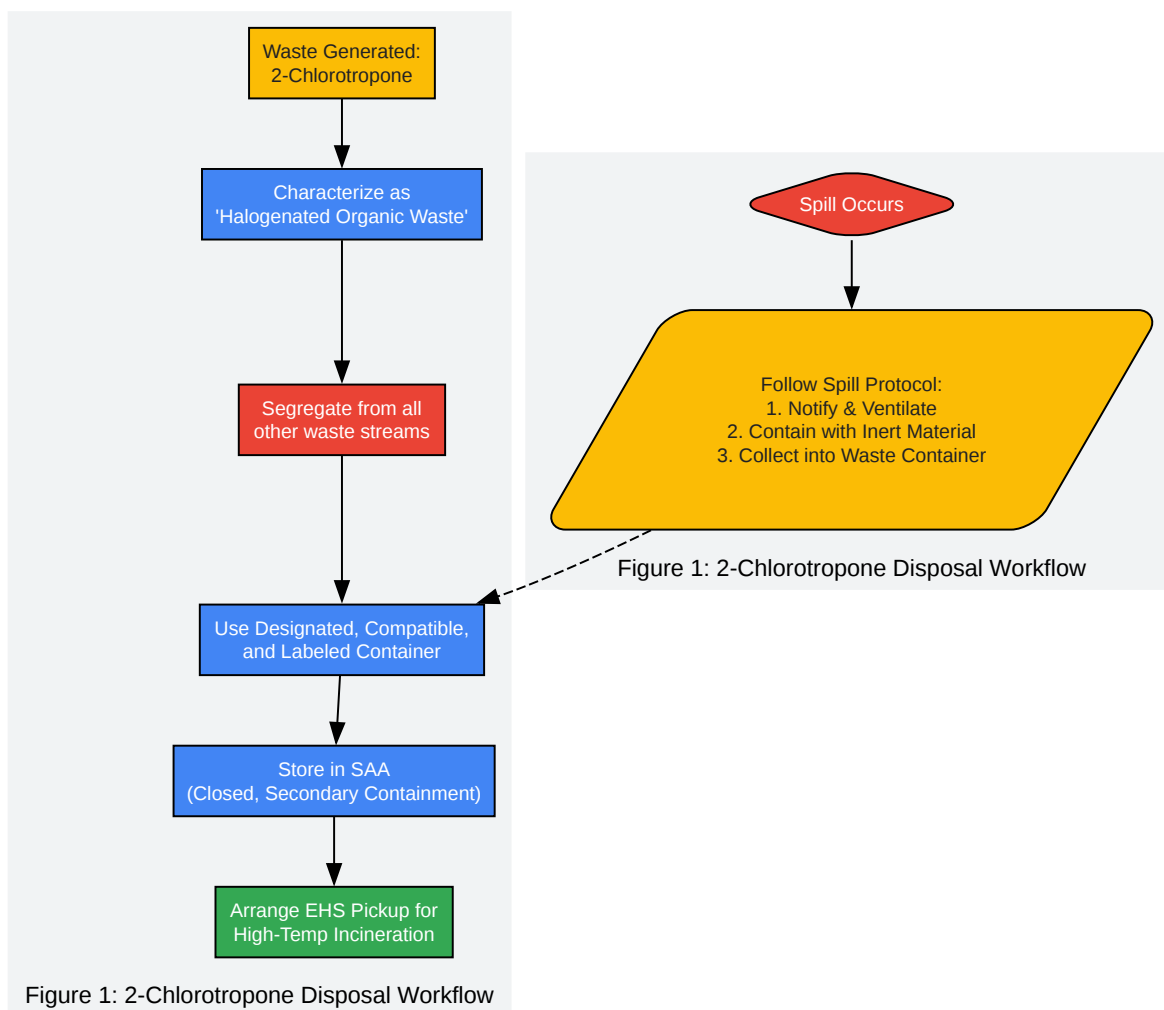 Waste Generated:
2-Chlorotropone
Characterize as
'Halogenated Organic Waste'
Segregate from all
other waste streams
Use Designated, Compatible,
and Labeled Container
Store in SAA
(Closed, Secondary Containment)
Arrange EHS Pickup for
High-Temp Incineration
Figure 1: 2-Chlorotropone Disposal Workflow
Spill Occurs
Follow Spill Protocol:
1. Notify & Ventilate
2. Contain with Inert Material
3. Collect into Waste Container
Figure 1: 2-Chlorotropone Disposal Workflow